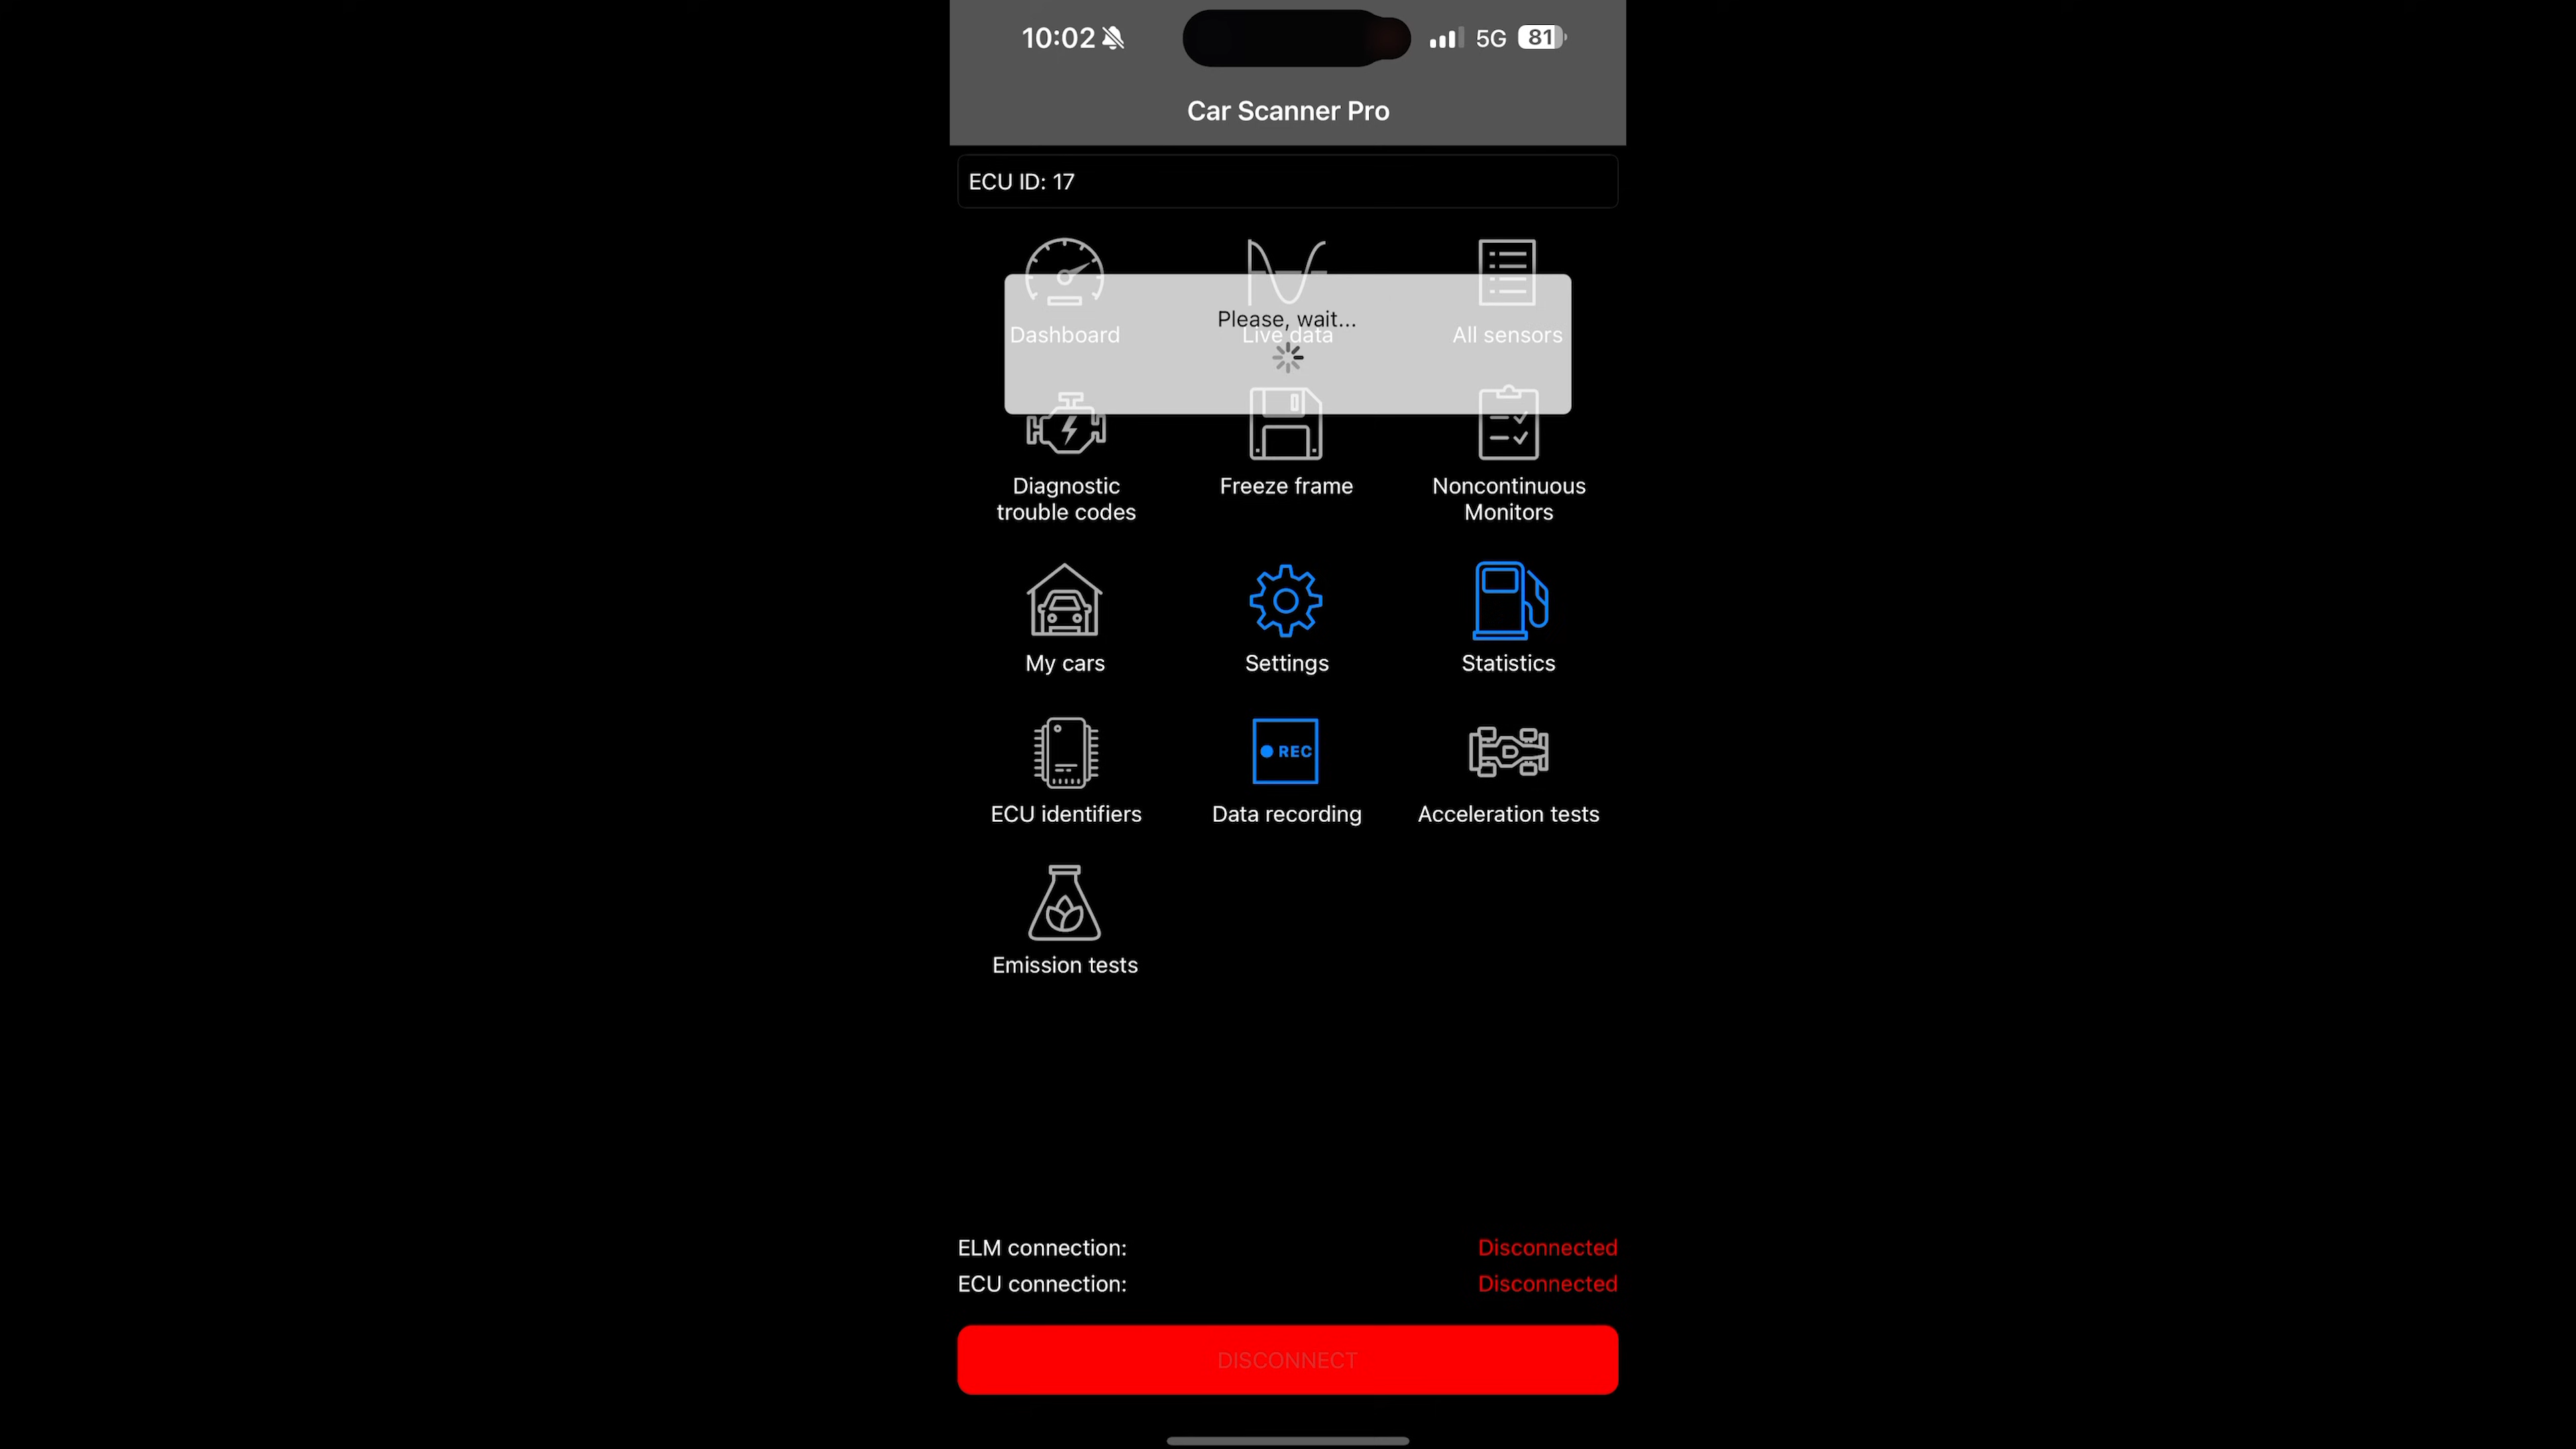 10:02
5G
81
Car Scanner Pro
ECU ID: 17
Please, wait...
Dashboard
Live data
All sensors
Diagnostic
trouble codes
Freeze frame
Noncontinuous
Monitors
My cars
Settings
Statistics
REC
ECU identifiers
Data recording
Acceleration tests
Emission tests
ELM connection:
Disconnected
ECU connection:
Disconnected
DISCONNECT